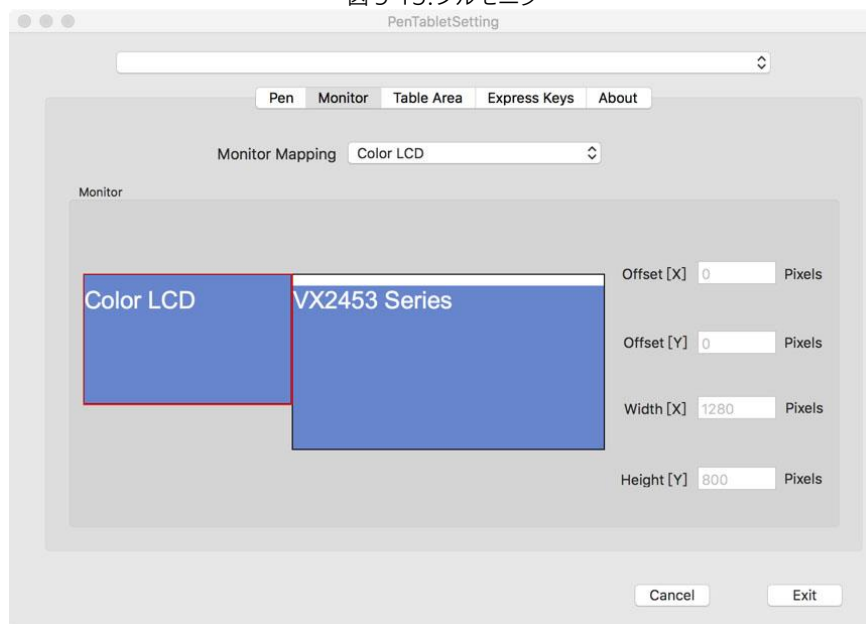 PenTabletSetting
Pen Monitor Table Area Express Keys About
Monitor Mapping Color LCD
Monitor
Color LCD
VX2453 Series
Offset [X] 0 Pixels
Offset [Y] 0 Pixels
Width [X] 1280 Pixels
Height [Y] 800 Pixels
Cancel Exit